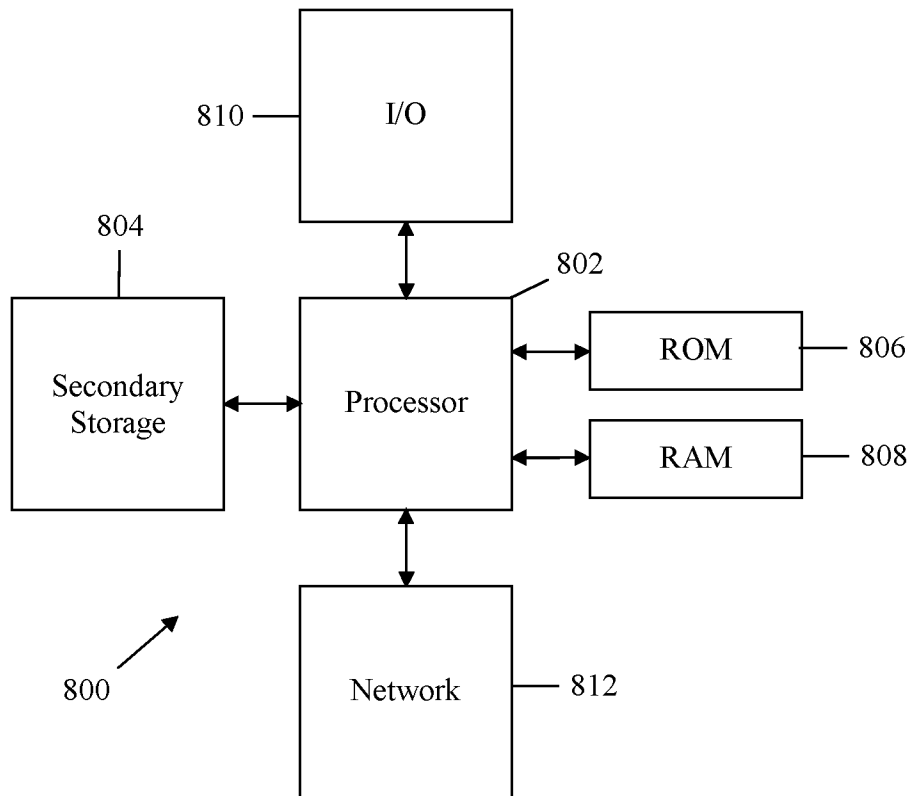 810
I/O
804
802
Secondary
Storage
Processor
ROM
806
RAM
808
800
Network
812